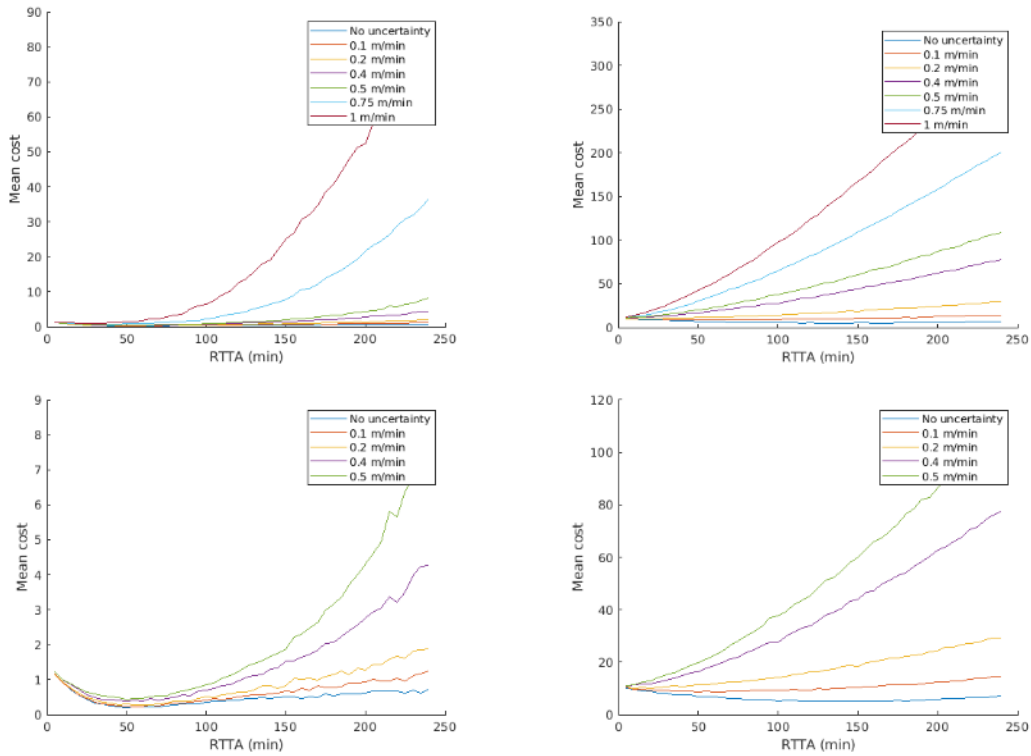 90
80
70
60
50
40
30
20
10
0
Mean cost
0 50 100 150 200 250
RTTA (min)
No uncertainty
0.1 m/min
0.2 m/min
0.4 m/min
0.5 m/min
0.75 m/min
1 m/min
350
300
250
200
150
100
50
0
Mean cost
0 50 100 150 200 250
RTTA (min)
No uncertainty
0.1 m/min
0.2 m/min
0.4 m/min
0.5 m/min
0.75 m/min
1 m/min
9
8
7
6
5
4
3
2
1
0
Mean cost
0 50 100 150 200 250
RTTA (min)
No uncertainty
0.1 m/min
0.2 m/min
0.4 m/min
0.5 m/min
120
100
80
60
40
20
0
Mean cost
0 50 100 150 200 250
RTTA (min)
No uncertainty
0.1 m/min
0.2 m/min
0.4 m/min
0.5 m/min